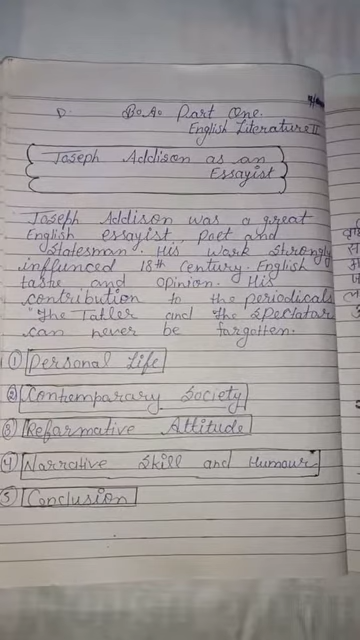 B.A. Part One.
English Literature II
Joseph Addison as an
Essayist
Joseph Addison was a great
English essayist, Poet and
Statesman. His work strongly
influnced 18th Century. English
taste and opinion. His
contribution to the periodicals
"The Tatler and The Spectator
can never be forgotten.
① Personal Life
② Contemparary Society
③ Reformative Attitude
④ Narrative Skill and Humour
⑤ Conclusion